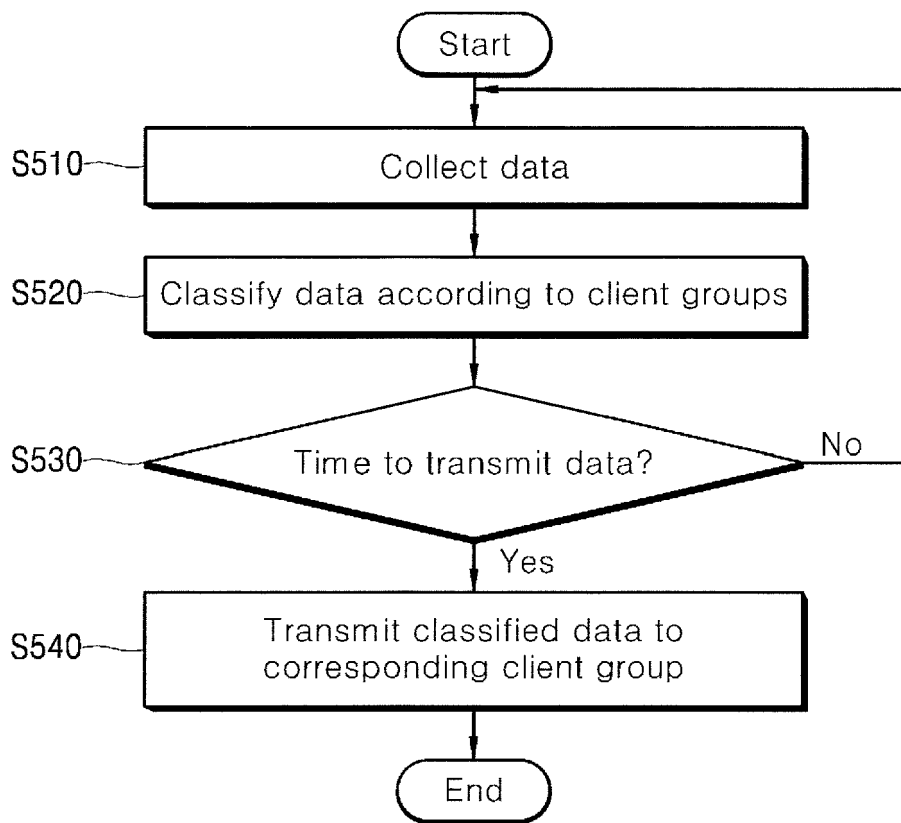 Start
S510
Collect data
S520
Classify data according to client groups
S530
Time to transmit data?
No
Yes
S540
Transmit classified data to
corresponding client group
End